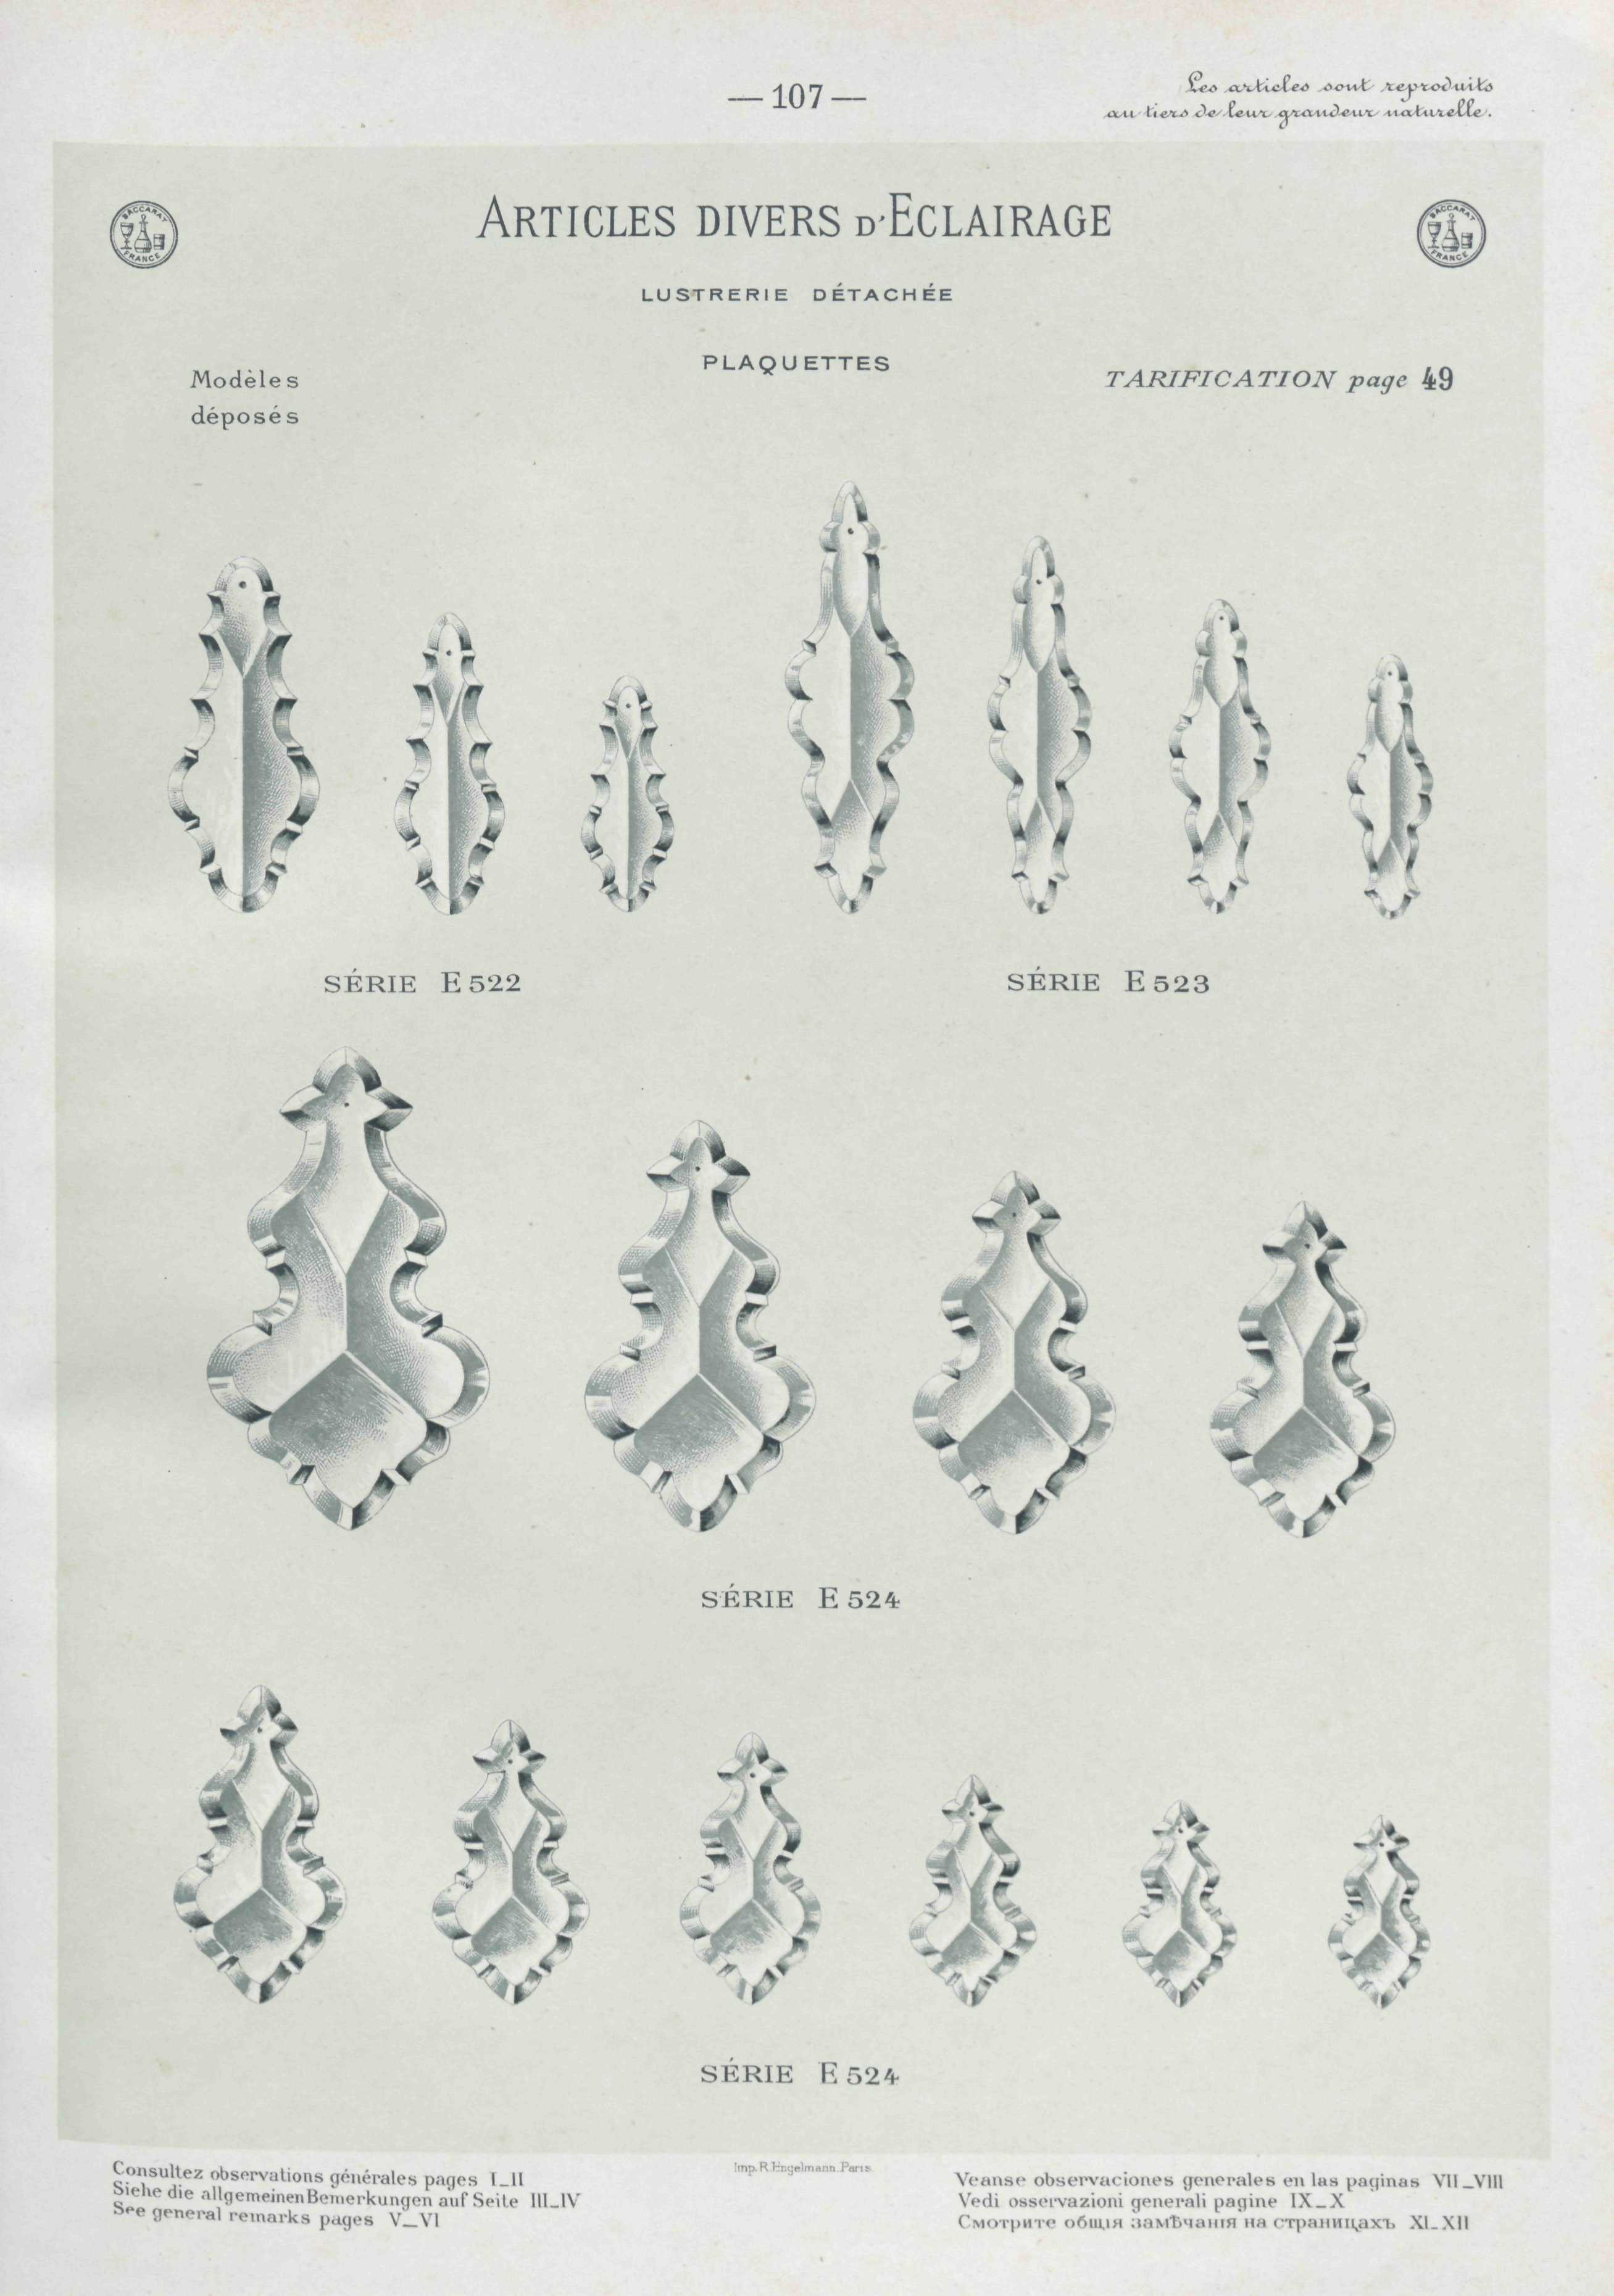 — 107 —
Les articles sont reproduits
au tiers de leur grandeur naturelle.
BACCARAT
FRANCE
BACCARAT
FRANCE
ARTICLES DIVERS D'ECLAIRAGE
LUSTRERIE DÉTACHÉE
PLAQUETTES
Modèles
déposés
TARIFICATION page 49
SÉRIE E 522
SÉRIE E 523
SÉRIE E 524
SÉRIE E 524
Consultez observations générales pages I_II
Siehe die allgemeinen Bemerkungen auf Seite III_IV
See general remarks pages V_VI
Imp. R. Engelmann. Paris
Veanse observaciones generales en las paginas VII_VIII
Vedi osservazioni generali pagine IX_X
Смотрите общія замѣчанія на страницахъ XI_XII